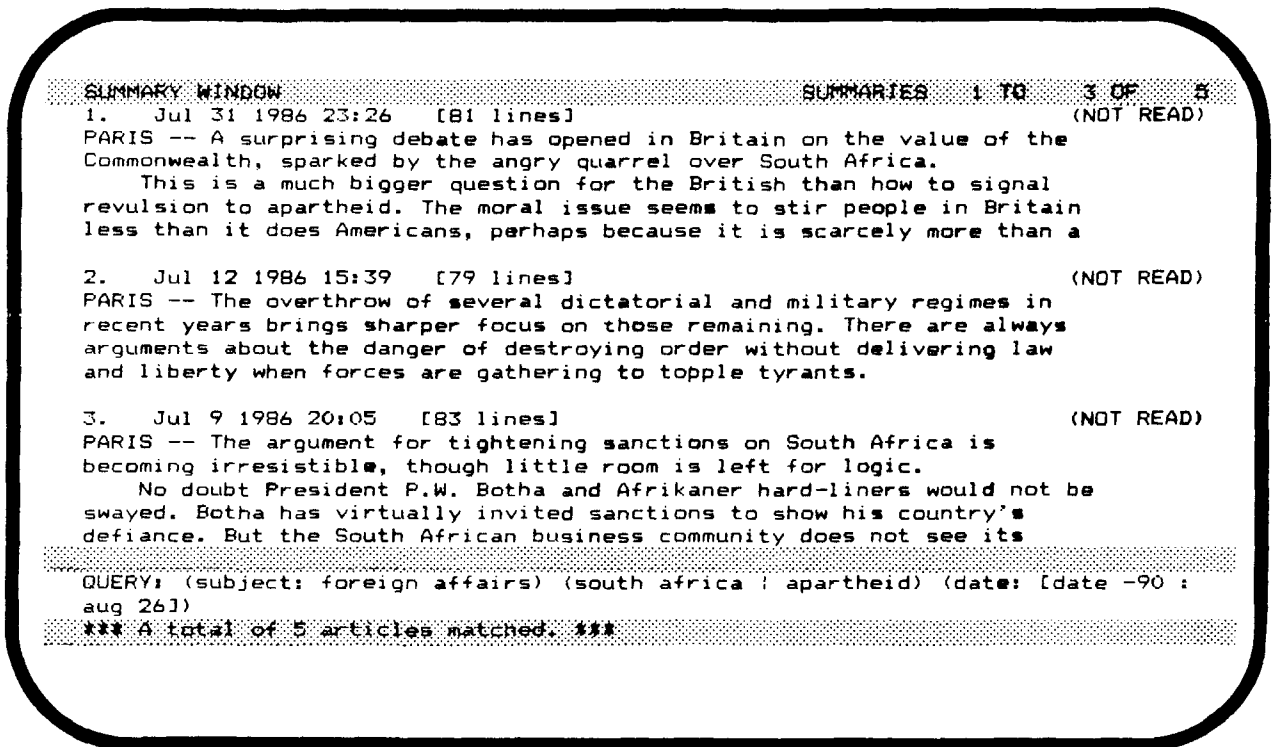 SUMMARY WINDOW SUMMARIES 1 TO 3 OF 5
1. Jul 31 1986 23:26 [81 lines] (NOT READ)
PARIS -- A surprising debate has opened in Britain on the value of the
Commonwealth, sparked by the angry quarrel over South Africa.
This is a much bigger question for the British than how to signal
revulsion to apartheid. The moral issue seems to stir people in Britain
less than it does Americans, perhaps because it is scarcely more than a
2. Jul 12 1986 15:39 [79 lines] (NOT READ)
PARIS -- The overthrow of several dictatorial and military regimes in
recent years brings sharper focus on those remaining. There are always
arguments about the danger of destroying order without delivering law
and liberty when forces are gathering to topple tyrants.
3. Jul 9 1986 20:05 [83 lines] (NOT READ)
PARIS -- The argument for tightening sanctions on South Africa is
becoming irresistible, though little room is left for logic.
No doubt President P.W. Botha and Afrikaner hard-liners would not be
swayed. Botha has virtually invited sanctions to show his country's
defiance. But the South African business community does not see its
QUERY: (subject: foreign affairs) (south africa ¦ apartheid) (date: [date -90 :
aug 26])
*** A total of 5 articles matched. ***